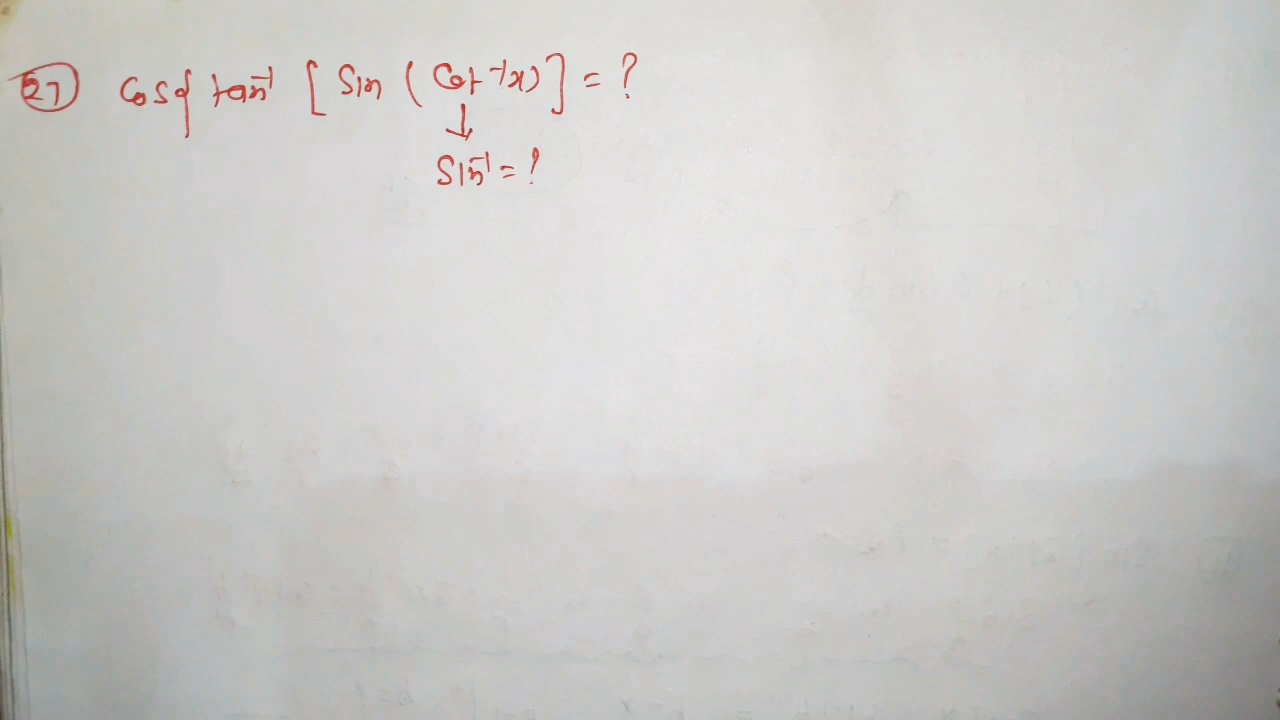 27 Cos{ tan⁻¹ [ Sin ( Cot⁻¹x) ] = ?
↓
Sin⁻¹ = ?